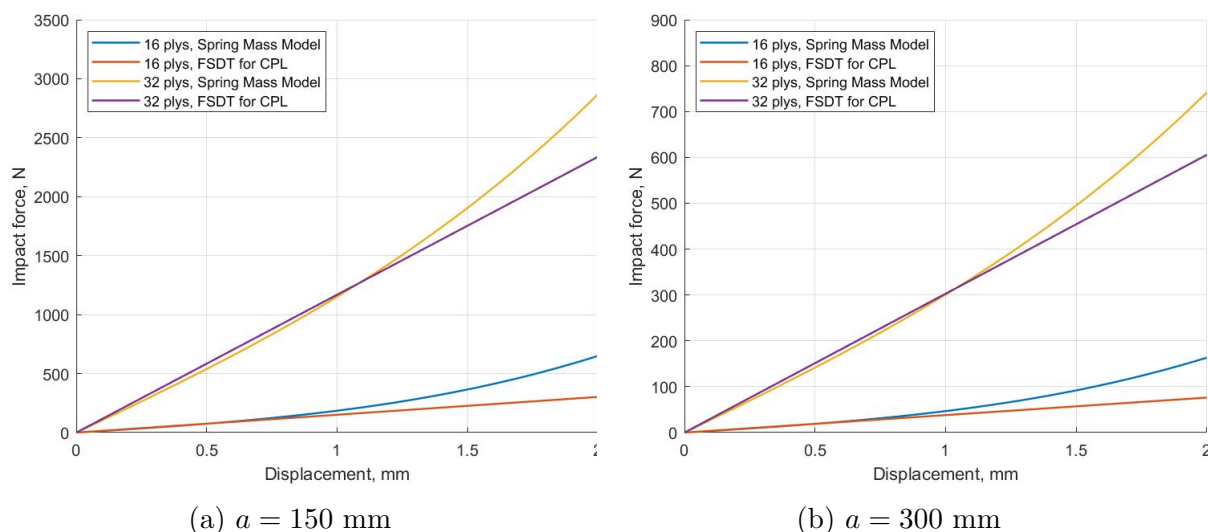 3500
3000
2500
2000
1500
1000
500
0
Impact force, N
16 plys, Spring Mass Model
16 plys, FSDT for CPL
32 plys, Spring Mass Model
32 plys, FSDT for CPL
0 0.5 1 1.5 2
Displacement, mm
(a) a = 150 mm
900
800
700
600
500
400
300
200
100
0
Impact force, N
16 plys, Spring Mass Model
16 plys, FSDT for CPL
32 plys, Spring Mass Model
32 plys, FSDT for CPL
0 0.5 1 1.5 2
Displacement, mm
(b) a = 300 mm